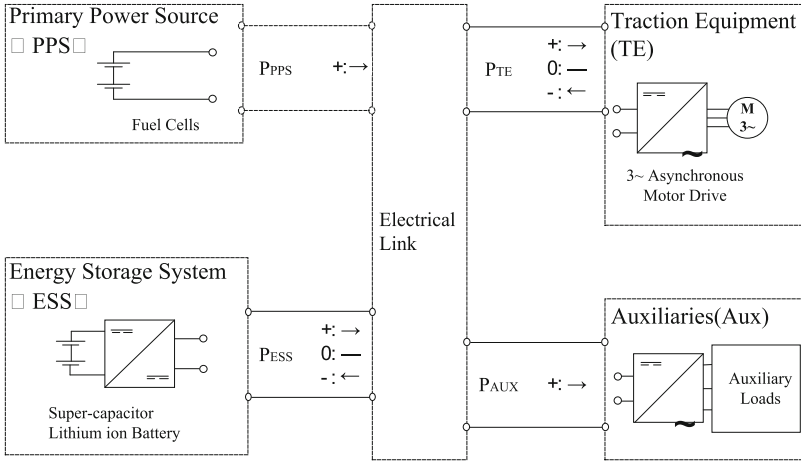 Primary Power Source
□ PPS□
Fuel Cells
PPPS
+:→
Electrical
Link
PTE
+: →
0: —
- : ←
Traction Equipment
(TE)
M
3~
3~ Asynchronous
Motor Drive
Energy Storage System
□ ESS□
Super-capacitor
Lithium ion Battery
PESS
+: →
0: —
- : ←
PAUX
+: →
Auxiliaries(Aux)
Auxiliary
Loads